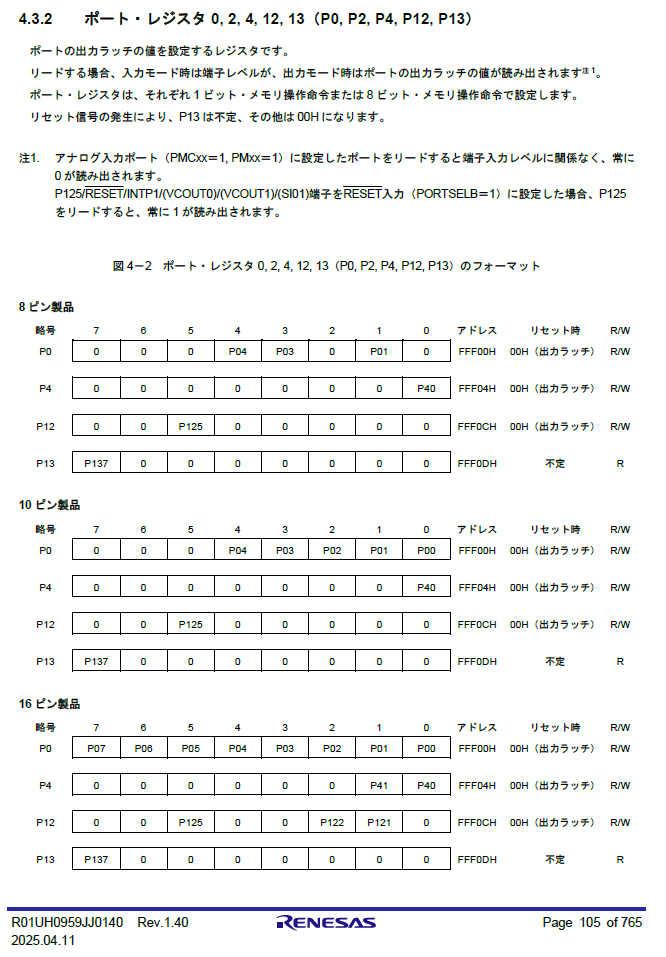 4.3.2 ポート・レジスタ 0, 2, 4, 12, 13（P0, P2, P4, P12, P13）
ポートの出力ラッチの値を設定するレジスタです。
リードする場合、入力モード時は端子レベルが、出力モード時はポートの出力ラッチの値が読み出されます注1。
ポート・レジスタは、それぞれ 1 ビット・メモリ操作命令または 8 ビット・メモリ操作命令で設定します。
リセット信号の発生により、P13 は不定、その他は 00H になります。
注1. アナログ入力ポート（PMCxx＝1, PMxx＝1）に設定したポートをリードすると端子入力レベルに関係なく、常に
0 が読み出されます。
P125/RESET/INTP1/(VCOUT0)/(VCOUT1)/(SI01)端子をRESET入力（PORTSELB＝1）に設定した場合、P125
をリードすると、常に 1 が読み出されます。
図 4－2 ポート・レジスタ 0, 2, 4, 12, 13（P0, P2, P4, P12, P13）のフォーマット
8 ピン製品
略号 7 6 5 4 3 2 1 0 アドレス リセット時 R/W
P0 0 0 0 P04 P03 0 P01 0 FFF00H 00H（出力ラッチ） R/W
P4 0 0 0 0 0 0 0 P40 FFF04H 00H（出力ラッチ） R/W
P12 0 0 P125 0 0 0 0 0 FFF0CH 00H（出力ラッチ） R/W
P13 P137 0 0 0 0 0 0 0 FFF0DH 不定 R
10 ピン製品
略号 7 6 5 4 3 2 1 0 アドレス リセット時 R/W
P0 0 0 0 P04 P03 P02 P01 P00 FFF00H 00H（出力ラッチ） R/W
P4 0 0 0 0 0 0 0 P40 FFF04H 00H（出力ラッチ） R/W
P12 0 0 P125 0 0 0 0 0 FFF0CH 00H（出力ラッチ） R/W
P13 P137 0 0 0 0 0 0 0 FFF0DH 不定 R
16 ピン製品
略号 7 6 5 4 3 2 1 0 アドレス リセット時 R/W
P0 P07 P06 P05 P04 P03 P02 P01 P00 FFF00H 00H（出力ラッチ） R/W
P4 0 0 0 0 0 0 P41 P40 FFF04H 00H（出力ラッチ） R/W
P12 0 0 P125 0 0 P122 P121 0 FFF0CH 00H（出力ラッチ） R/W
P13 P137 0 0 0 0 0 0 0 FFF0DH 不定 R
R01UH0959JJ0140 Rev.1.40 RENESAS Page 105 of 765
2025.04.11